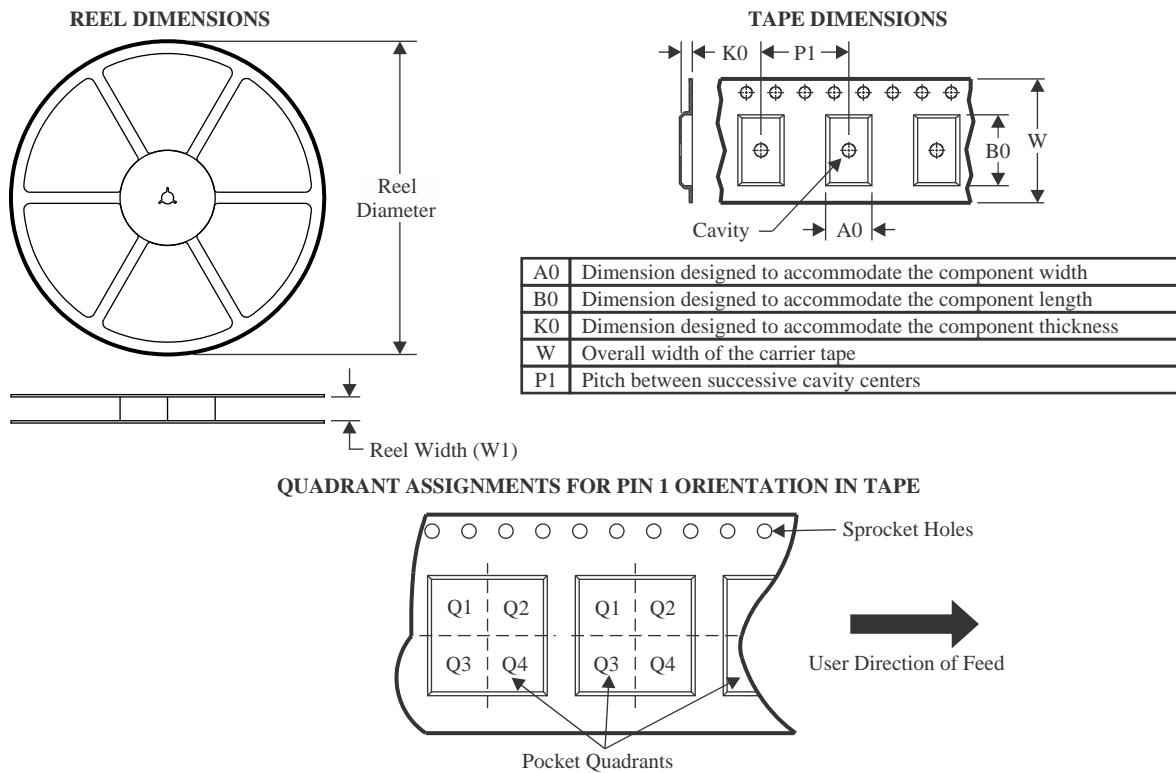 REEL DIMENSIONS
TAPE DIMENSIONS
K0
P1
Reel
Diameter
B0
W
Cavity
A0
A0 Dimension designed to accommodate the component width
B0 Dimension designed to accommodate the component length
K0 Dimension designed to accommodate the component thickness
W Overall width of the carrier tape
P1 Pitch between successive cavity centers
Reel Width (W1)
QUADRANT ASSIGNMENTS FOR PIN 1 ORIENTATION IN TAPE
Sprocket Holes
Q1 Q2 Q1 Q2
Q3 Q4 Q3 Q4
User Direction of Feed
Pocket Quadrants